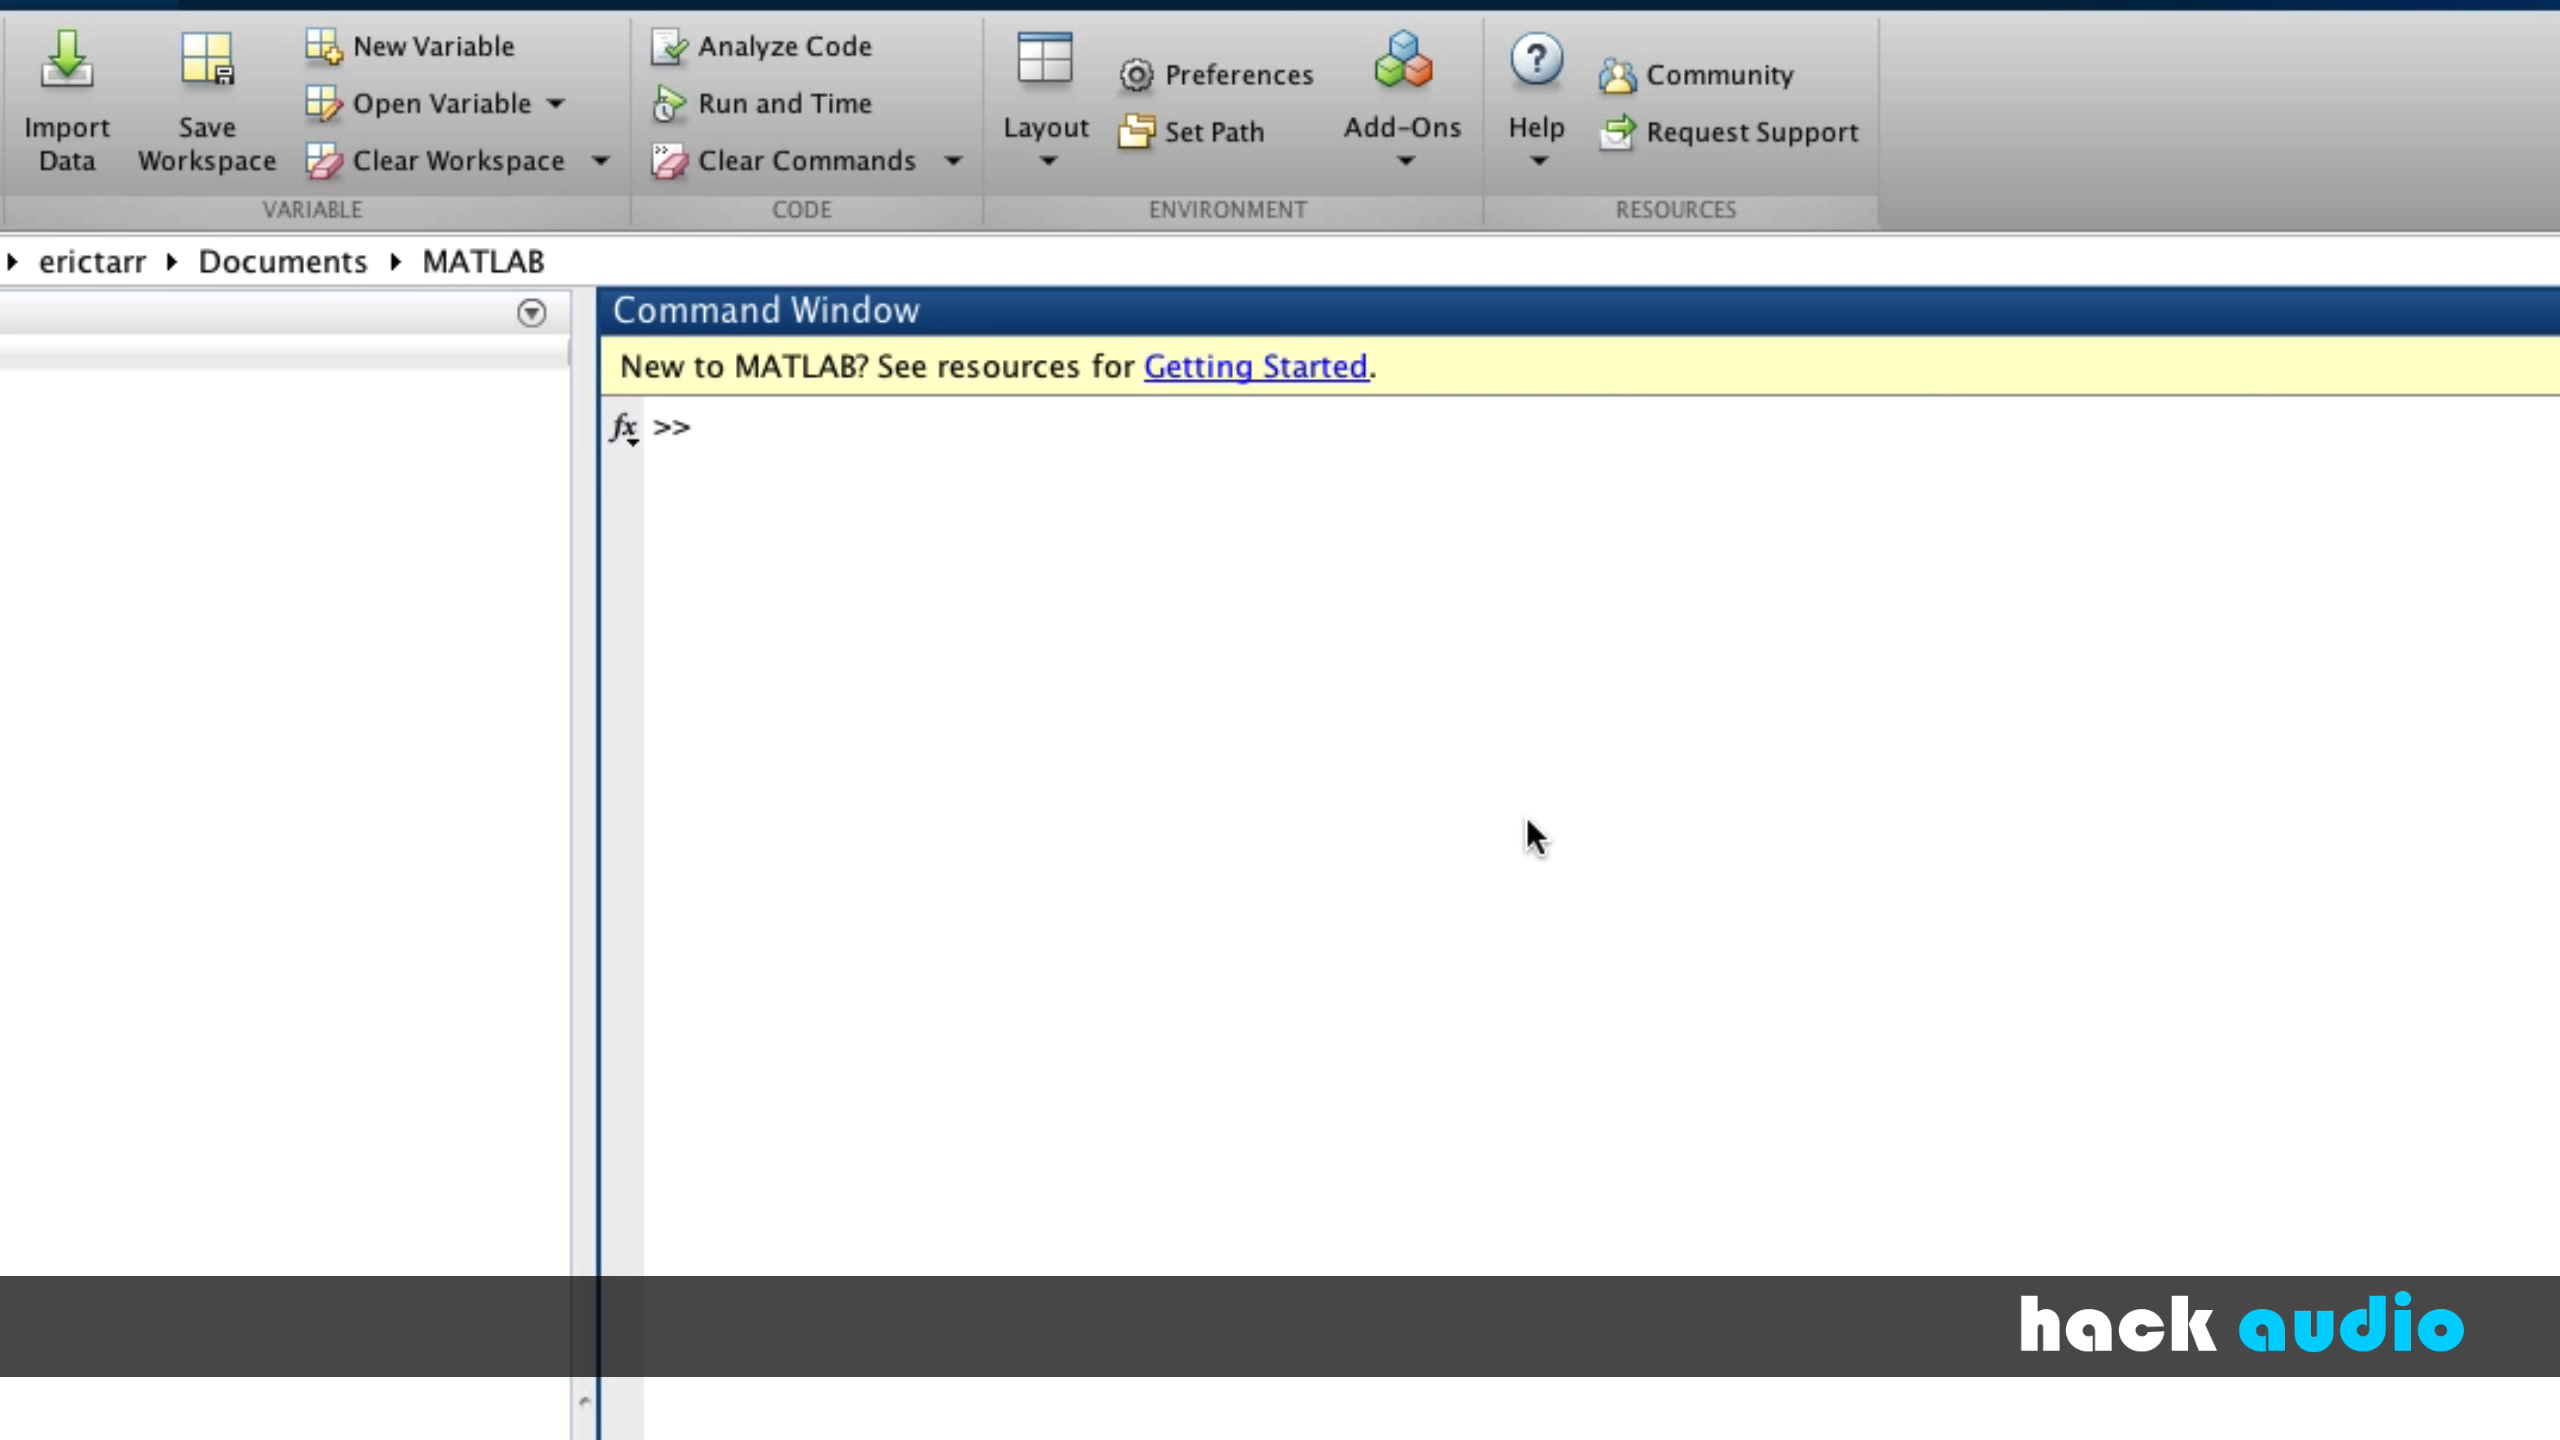 Import
Data
Save
Workspace
New Variable
Open Variable
Clear Workspace
VARIABLE
Analyze Code
Run and Time
Clear Commands
CODE
Layout
Preferences
Set Path
Add-Ons
ENVIRONMENT
?
Help
Community
Request Support
RESOURCES
erictarr Documents MATLAB
Command Window
New to MATLAB? See resources for Getting Started.
fx >>
hack audio